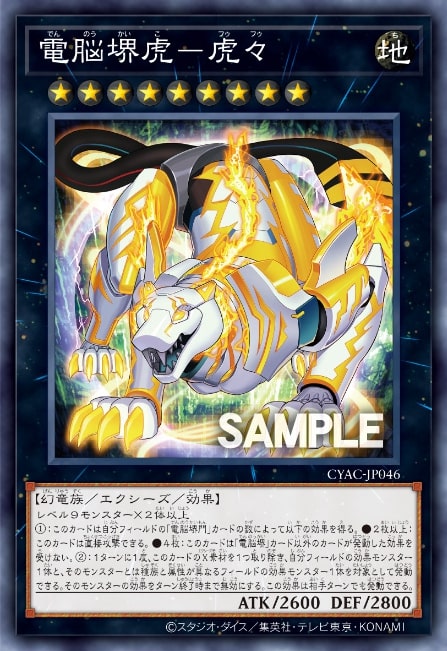 電脳堺虎－虎々
地
SAMPLE
CYAC-JP046
【幻竜族／エクシーズ／効果】
レベル９モンスター×２体以上
①：このカードは自分フィールドの「電脳堺門」カードの数によって以下の効果を得る。●２枚以上：
このカードは直接攻撃できる。●４枚：このカードは「電脳堺」カード以外のカードが発動した効果を
受けない。②：１ターンに１度、このカードのX素材を１つ取り除き、自分フィールドの効果モンスター
１体と、そのモンスターとは種族と属性が異なるフィールドの効果モンスター１体を対象として発動
できる。そのモンスターの効果をターン終了時まで無効にする。この効果は相手ターンでも発動できる。
ATK/2600 DEF/2800
©スタジオ・ダイス／集英社・テレビ東京・KONAMI